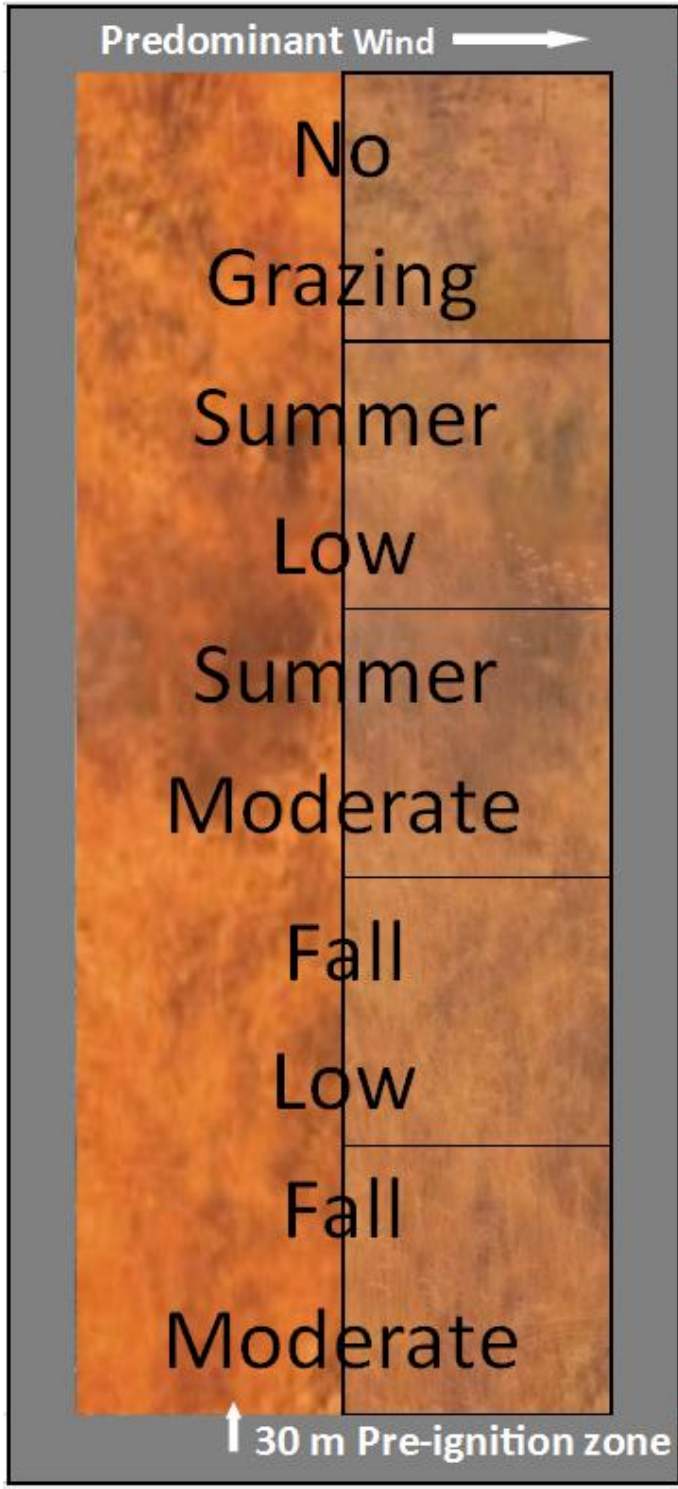 Predominant Wind
No
Grazing
Summer
Low
Summer
Moderate
Fall
Low
Fall
Moderate
30 m Pre-ignition zone